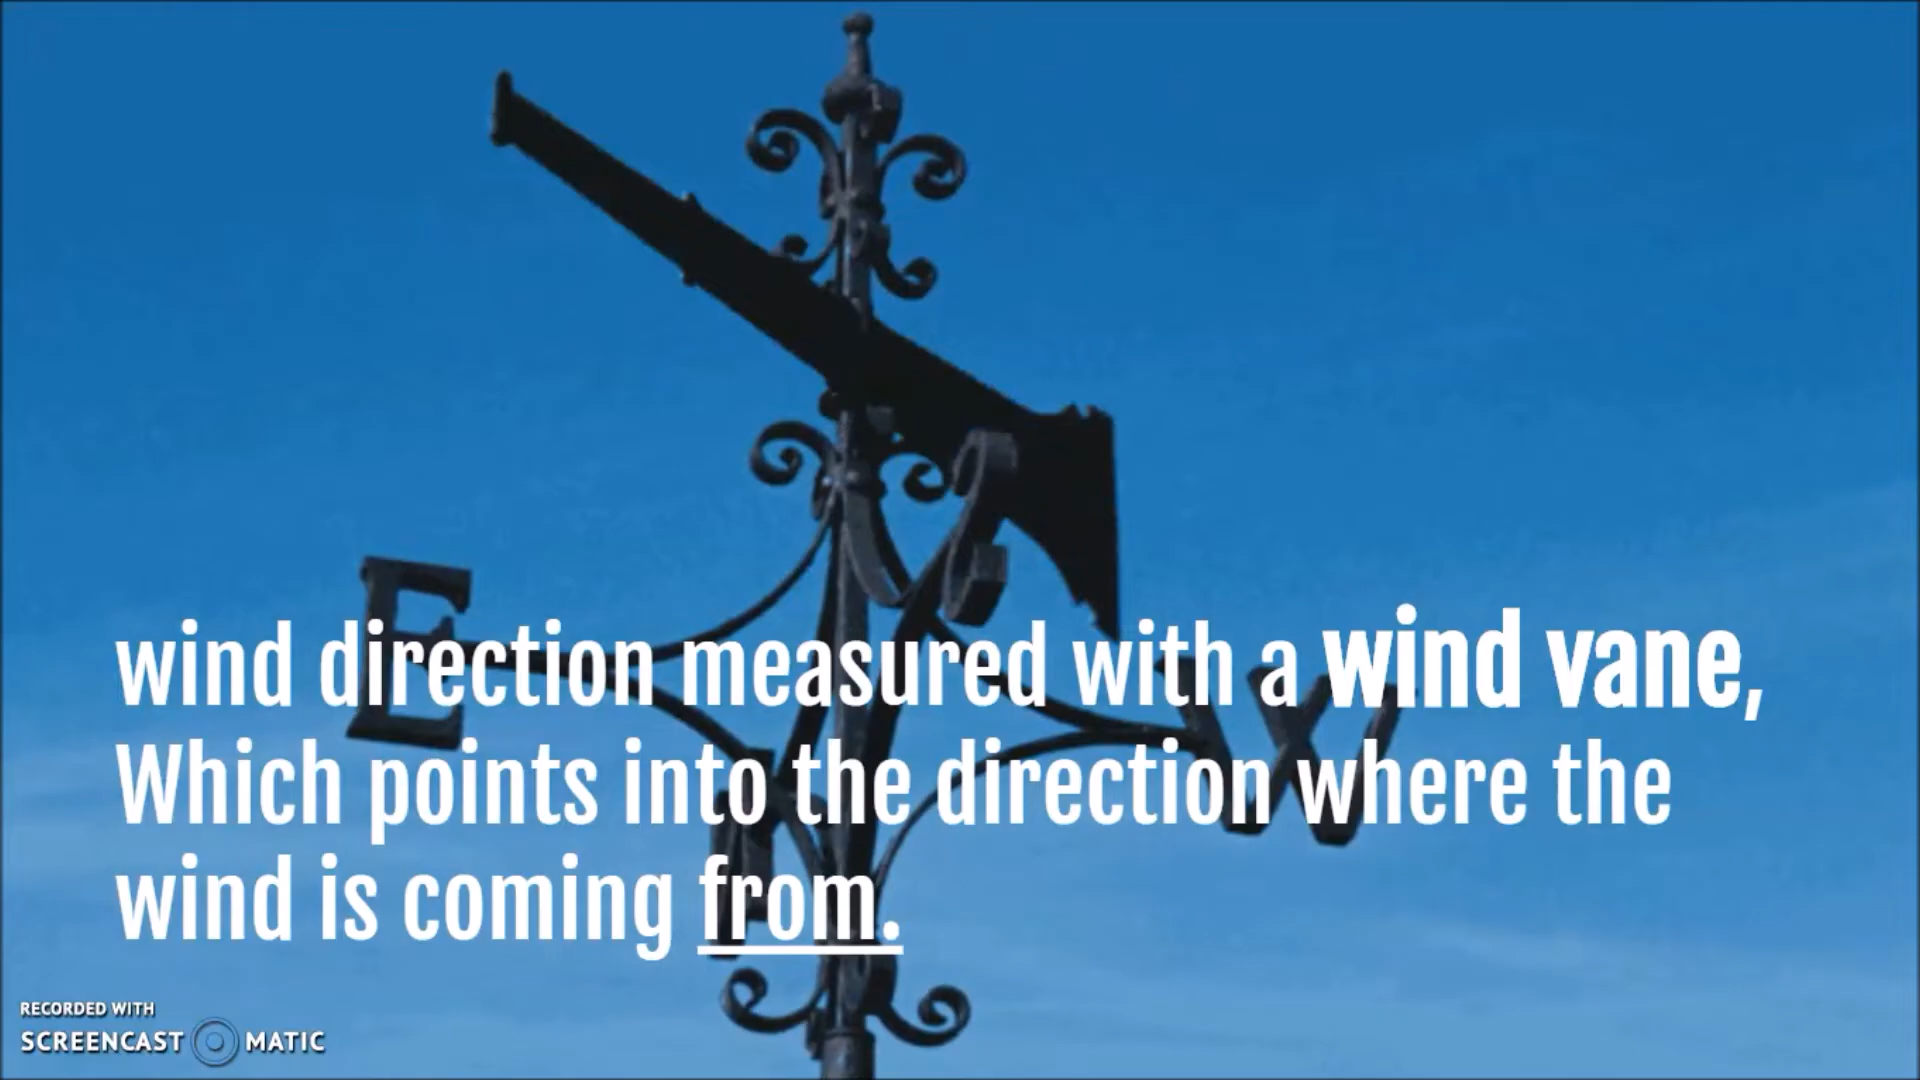 E
S
W
wind direction measured with a wind vane,
Which points into the direction where the
wind is coming from.
RECORDED WITH
SCREENCAST MATIC